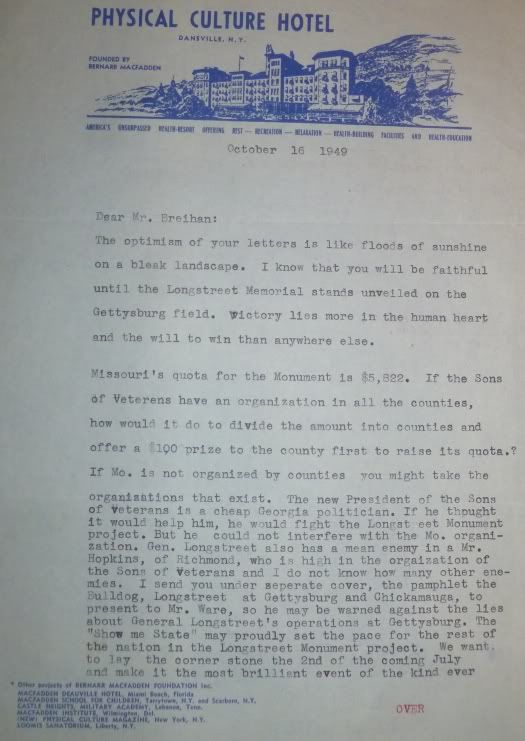 PHYSICAL CULTURE HOTEL
DANSVILLE, N.Y.
FOUNDED BY
BERNARR MACFADDEN
AMERICA'S UNSURPASSED HEALTH-RESORT OFFERING REST — RECREATION — RELAXATION — HEALTH-BUILDING FACILITIES AND HEALTH-EDUCATION
October 16 1949
Dear Mr. Breihan:
The optimism of your letters is like floods of sunshine
on a bleak landscape. I know that you will be faithful
until the Longstreet Memorial stands unveiled on the
Gettysburg field. Victory lies more in the human heart
and the will to win than anywhere else.
Missouri's quota for the Monument is $5,822. If the Sons
of Veterens have an organization in all the counties,
how would it do to divide the amount into counties and
offer a $100 prize to the county first to raise its quota.?
If Mo. is not organized by counties you might take the
organizations that exist. The new President of the Sons
of Veterans is a cheap Georgia politician. If he thought
it would help him, he would fight the Longst eet Monument
project. But he could not interfere with the Mo. organi-
zation. Gen. Longstreet also has a mean enemy in a Mr.
Hopkins, of Richmond, who is high in the orgaization of
the Sons of Veterans and I do not know how many other ene-
mies. I send you under seperate cover, the pamphlet the
Bulldog, Longstreet at Gettysburg and Chickamauga, to
present to Mr. Ware, so he may be warned against the lies
about General Longstreet's operations at Gettysburg. The
"Show me State" may proudly set the pace for the rest of
the nation in the Longstreet Monument project. We want
to lay the corner stone the 2nd of the coming July
and make it the most brilliant event of the kind ever
* Other projects of BERNARR MACFADDEN FOUNDATION Inc.
MACFADDEN DEAUVILLE HOTEL, Miami Beach, Florida
MACFADDEN SCHOOL FOR CHILDREN, Tarrytown, N.Y. and Scarboro, N.Y.
CASTLE HEIGHTS, MILITARY ACADEMY, Lebanon, Tenn.
MACFADDEN INSTITUTE, Wilmington, Del.
(NEW) PHYSICAL CULTURE MAGAZINE, New York, N.Y.
LOOMIS SANATORIUM, Liberty, N.Y.
OVER